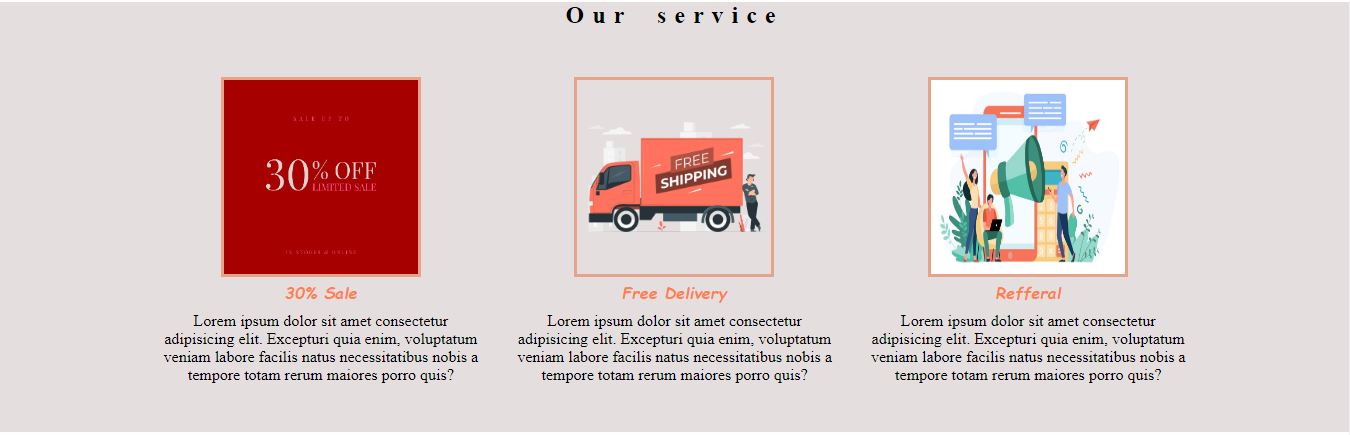 Our service
SALE UP TO
30% OFF
LIMITED SALE
IN STORES & ONLINE
FREE
SHIPPING
30% Sale
Free Delivery
Refferal
Lorem ipsum dolor sit amet consectetur
adipisicing elit. Excepturi quia enim, voluptatum
veniam labore facilis natus necessitatibus nobis a
tempore totam rerum maiores porro quis?
Lorem ipsum dolor sit amet consectetur
adipisicing elit. Excepturi quia enim, voluptatum
veniam labore facilis natus necessitatibus nobis a
tempore totam rerum maiores porro quis?
Lorem ipsum dolor sit amet consectetur
adipisicing elit. Excepturi quia enim, voluptatum
veniam labore facilis natus necessitatibus nobis a
tempore totam rerum maiores porro quis?